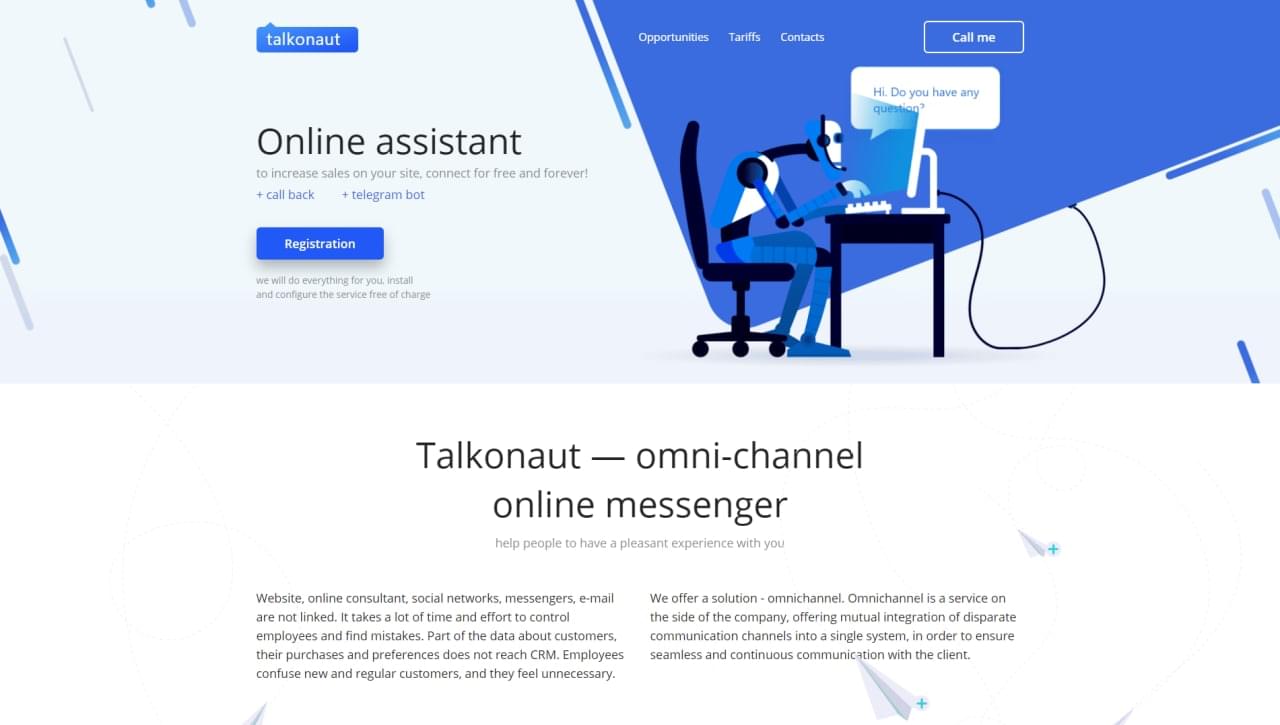 talkonaut
Opportunities Tariffs Contacts
Call me
Hi. Do you have any
question?
Online assistant
to increase sales on your site, connect for free and forever!
+ call back + telegram bot
Registration
we will do everything for you, install
and configure the service free of charge
Talkonaut — omni-channel
online messenger
help people to have a pleasant experience with you
Website, online consultant, social networks, messengers, e-mail
are not linked. It takes a lot of time and effort to control
employees and find mistakes. Part of the data about customers,
their purchases and preferences does not reach CRM. Employees
confuse new and regular customers, and they feel unnecessary.
We offer a solution - omnichannel. Omnichannel is a service on
the side of the company, offering mutual integration of disparate
communication channels into a single system, in order to ensure
seamless and continuous communication with the client.